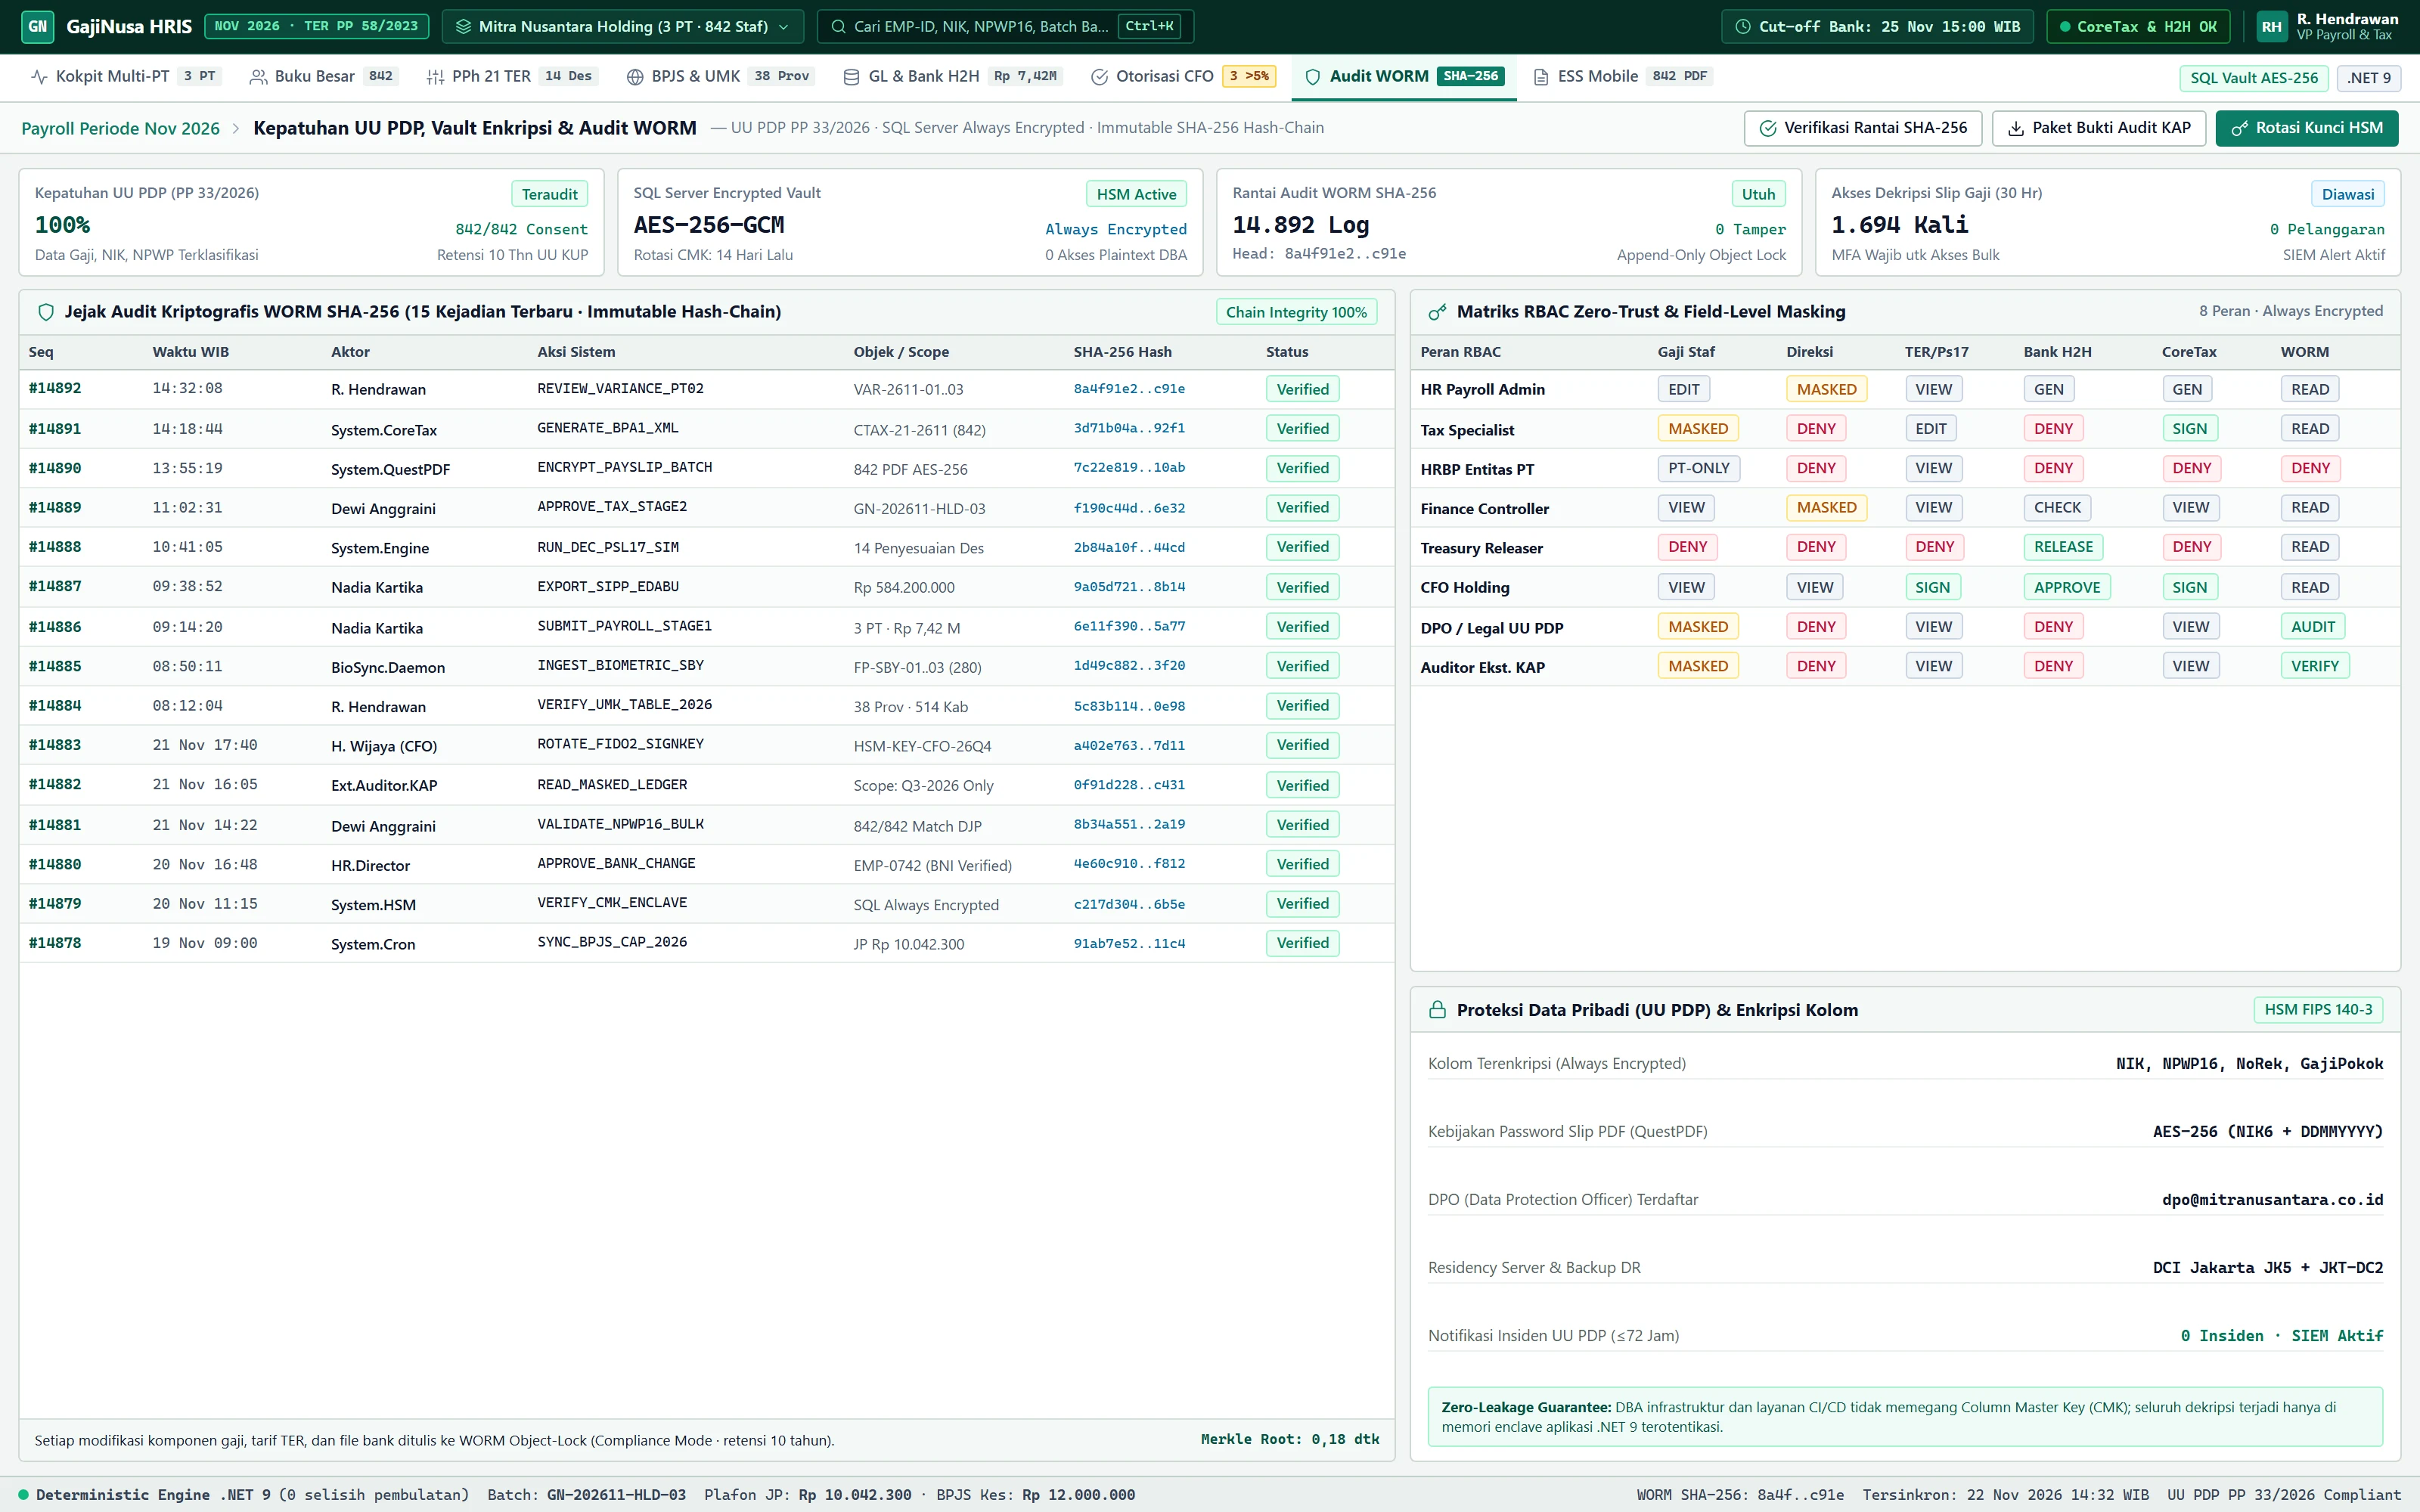 GN GajiNusa HRIS NOV 2026 · TER PP 58/2023 Mitra Nusantara Holding (3 PT · 842 Staf) Cari EMP-ID, NIK, NPWP16, Batch Ba... Ctrl+K Cut-off Bank: 25 Nov 15:00 WIB CoreTax & H2H OK RH R. Hendrawan
VP Payroll & Tax
Kokpit Multi-PT 3 PT Buku Besar 842 PPh 21 TER 14 Des BPJS & UMK 38 Prov GL & Bank H2H Rp 7,42M Otorisasi CFO 3 >5% Audit WORM SHA-256 ESS Mobile 842 PDF SQL Vault AES-256 .NET 9
Payroll Periode Nov 2026 > Kepatuhan UU PDP, Vault Enkripsi & Audit WORM — UU PDP PP 33/2026 · SQL Server Always Encrypted · Immutable SHA-256 Hash-Chain Verifikasi Rantai SHA-256 Paket Bukti Audit KAP Rotasi Kunci HSM
Kepatuhan UU PDP (PP 33/2026) Teraudit
100% 842/842 Consent
Data Gaji, NIK, NPWP Terklasifikasi Retensi 10 Thn UU KUP
SQL Server Encrypted Vault HSM Active
AES-256-GCM Always Encrypted
Rotasi CMK: 14 Hari Lalu 0 Akses Plaintext DBA
Rantai Audit WORM SHA-256 Utuh
14.892 Log 0 Tamper
Head: 8a4f91e2..c91e Append-Only Object Lock
Akses Dekripsi Slip Gaji (30 Hr) Diawasi
1.694 Kali 0 Pelanggaran
MFA Wajib utk Akses Bulk SIEM Alert Aktif
Jejak Audit Kriptografis WORM SHA-256 (15 Kejadian Terbaru · Immutable Hash-Chain) Chain Integrity 100%
Seq Waktu WIB Aktor Aksi Sistem Objek / Scope SHA-256 Hash Status
#14892 14:32:08 R. Hendrawan REVIEW_VARIANCE_PT02 VAR-2611-01..03 8a4f91e2..c91e Verified
#14891 14:18:44 System.CoreTax GENERATE_BPA1_XML CTAX-21-2611 (842) 3d71b04a..92f1 Verified
#14890 13:55:19 System.QuestPDF ENCRYPT_PAYSLIP_BATCH 842 PDF AES-256 7c22e819..10ab Verified
#14889 11:02:31 Dewi Anggraini APPROVE_TAX_STAGE2 GN-202611-HLD-03 f190c44d..6e32 Verified
#14888 10:41:05 System.Engine RUN_DEC_PSL17_SIM 14 Penyesuaian Des 2b84a10f..44cd Verified
#14887 09:38:52 Nadia Kartika EXPORT_SIPP_EDABU Rp 584.200.000 9a05d721..8b14 Verified
#14886 09:14:20 Nadia Kartika SUBMIT_PAYROLL_STAGE1 3 PT · Rp 7,42 M 6e11f390..5a77 Verified
#14885 08:50:11 BioSync.Daemon INGEST_BIOMETRIC_SBY FP-SBY-01..03 (280) 1d49c882..3f20 Verified
#14884 08:12:04 R. Hendrawan VERIFY_UMK_TABLE_2026 38 Prov · 514 Kab 5c83b114..0e98 Verified
#14883 21 Nov 17:40 H. Wijaya (CFO) ROTATE_FIDO2_SIGNKEY HSM-KEY-CFO-26Q4 a402e763..7d11 Verified
#14882 21 Nov 16:05 Ext.Auditor.KAP READ_MASKED_LEDGER Scope: Q3-2026 Only 0f91d228..c431 Verified
#14881 21 Nov 14:22 Dewi Anggraini VALIDATE_NPWP16_BULK 842/842 Match DJP 8b34a551..2a19 Verified
#14880 20 Nov 16:48 HR.Director APPROVE_BANK_CHANGE EMP-0742 (BNI Verified) 4e60c910..f812 Verified
#14879 20 Nov 11:15 System.HSM VERIFY_CMK_ENCLAVE SQL Always Encrypted c217d304..6b5e Verified
#14878 19 Nov 09:00 System.Cron SYNC_BPJS_CAP_2026 JP Rp 10.042.300 91ab7e52..11c4 Verified
Setiap modifikasi komponen gaji, tarif TER, dan file bank ditulis ke WORM Object-Lock (Compliance Mode · retensi 10 tahun). Merkle Root: 0,18 dtk
Matriks RBAC Zero-Trust & Field-Level Masking 8 Peran · Always Encrypted
Peran RBAC Gaji Staf Direksi TER/Ps17 Bank H2H CoreTax WORM
HR Payroll Admin EDIT MASKED VIEW GEN GEN READ
Tax Specialist MASKED DENY EDIT DENY SIGN READ
HRBP Entitas PT PT-ONLY DENY VIEW DENY DENY DENY
Finance Controller VIEW MASKED VIEW CHECK VIEW READ
Treasury Releaser DENY DENY DENY RELEASE DENY READ
CFO Holding VIEW VIEW SIGN APPROVE SIGN READ
DPO / Legal UU PDP MASKED DENY VIEW DENY VIEW AUDIT
Auditor Ekst. KAP MASKED DENY VIEW DENY VIEW VERIFY
Proteksi Data Pribadi (UU PDP) & Enkripsi Kolom HSM FIPS 140-3
Kolom Terenkripsi (Always Encrypted) NIK, NPWP16, NoRek, GajiPokok
Kebijakan Password Slip PDF (QuestPDF) AES-256 (NIK6 + DDMMYYYY)
DPO (Data Protection Officer) Terdaftar dpo@mitranusantara.co.id
Residency Server & Backup DR DCI Jakarta JK5 + JKT-DC2
Notifikasi Insiden UU PDP (≤72 Jam) 0 Insiden · SIEM Aktif
Zero-Leakage Guarantee: DBA infrastruktur dan layanan CI/CD tidak memegang Column Master Key (CMK); seluruh dekripsi terjadi hanya di
memori enclave aplikasi .NET 9 terotentikasi.
Deterministic Engine .NET 9 (0 selisih pembulatan) Batch: GN-202611-HLD-03 Plafon JP: Rp 10.042.300 · BPJS Kes: Rp 12.000.000 WORM SHA-256: 8a4f..c91e Tersinkron: 22 Nov 2026 14:32 WIB UU PDP PP 33/2026 Compliant